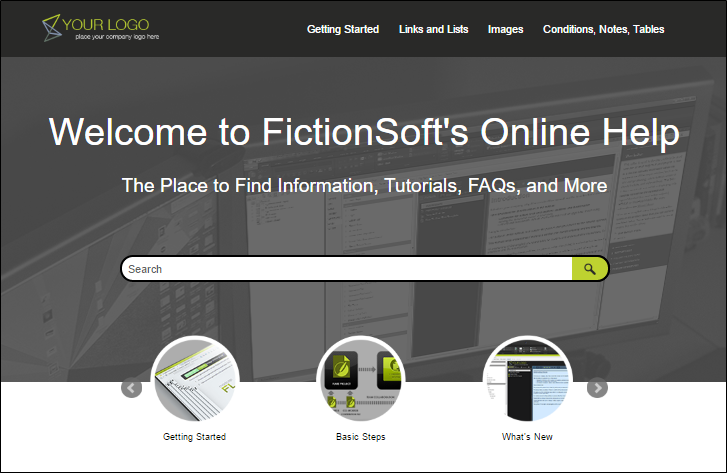 YOUR LOGO
place your company logo here
Getting Started
Links and Lists
Images
Conditions, Notes, Tables
Welcome to FictionSoft's Online Help
The Place to Find Information, Tutorials, FAQs, and More
Search
Getting Started
Basic Steps
What's New